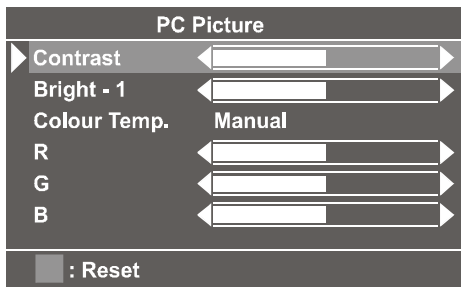 PC Picture
Contrast
Bright - 1
Colour Temp. Manual
R
G
B
: Reset